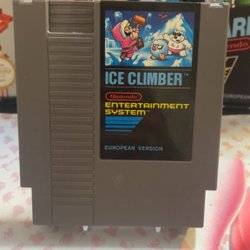 ICE CLIMBER
Nintendo
ENTERTAINMENT
SYSTEM
EUROPEAN VERSION